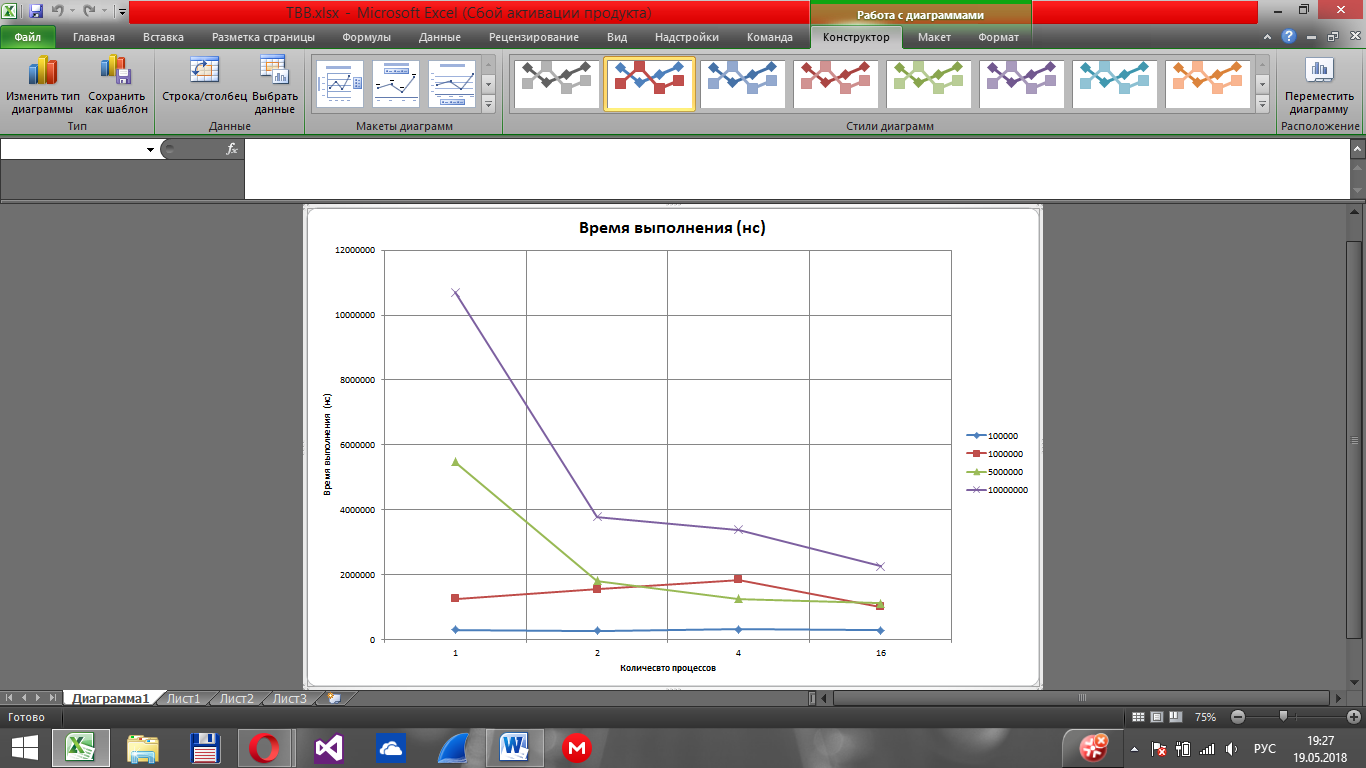 TBB.xlsx - Microsoft Excel (Сбой активации продукта)
Работа с диаграммами
Файл Главная Вставка Разметка страницы Формулы Данные Рецензирование Вид Надстройки Команда Конструктор Макет Формат
Изменить тип диаграммы
Сохранить как шаблон
Тип
Строка/столбец
Выбрать данные
Данные
Макеты диаграмм
Стили диаграмм
Переместить диаграмму
Расположение
fx
Время выполнения (нс)
Время выполнения (нс)
12000000
10000000
8000000
6000000
4000000
2000000
0
1 2 4 16
Количесвто процессов
100000
1000000
5000000
10000000
Диаграмма1 Лист1 Лист2 Лист3
Готово
75%
РУС
19:27
19.05.2018